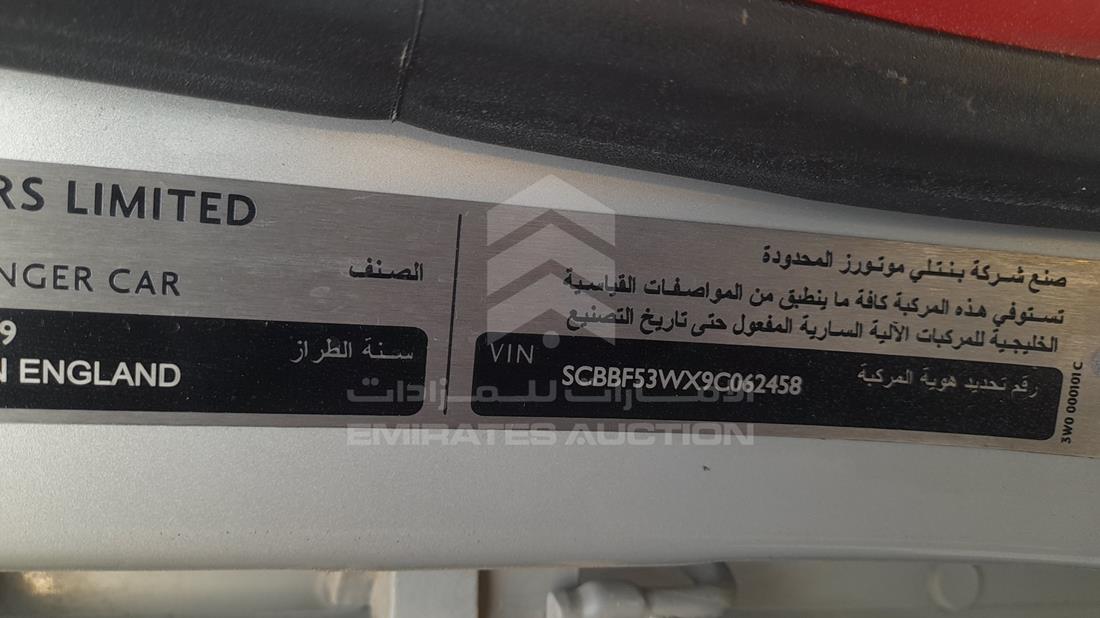 RS LIMITED
NGER CAR
الصنف
9
سنة الطراز
N ENGLAND
صنع شركة بنتلي موتورز المحدودة
تستوفي هذه المركبة كافة ما ينطبق من المواصفات القياسية
الخليجية للمركبات الآلية السارية المفعول حتى تاريخ التصنيع
VIN
SCBBF53WX9C062458
رقم تحديد هوية المركبة
3W0 000101 C
الإمارات للمزادات
EMIRATES AUCTION